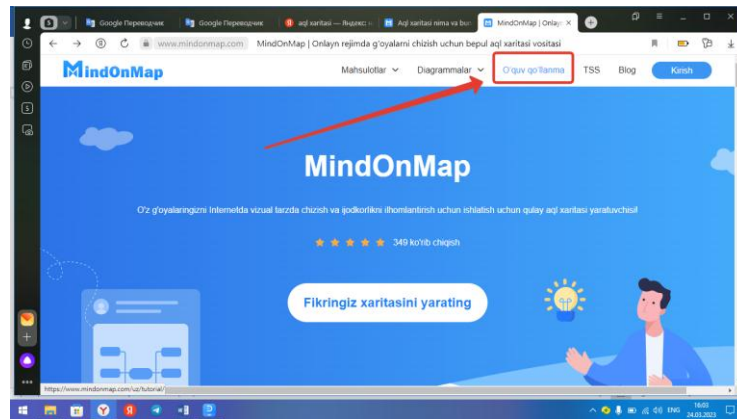 Google Переводчик
Google Переводчик
aql xaritasi — Яндекс: н
Aql xaritasi nima va bun
MindOnMap | Onlayn
www.mindonmap.com
MindOnMap | Onlayn rejimda g'oyalarni chizish uchun bepul aql xaritasi vositasi
MindOnMap
Mahsulotlar
Diagrammalar
O'quv qo'llanma
TSS
Blog
Kirish
MindOnMap
O'z g'oyalaringizni Internetda vizual tarzda chizish va ijodkorlikni ilhomlantirish uchun ishlatish uchun qulay aql xaritasi yaratuvchisi!
349 ko'rib chiqish
Fikringiz xaritasini yarating
https://www.mindonmap.com/uz/tutorial/
ENG
16:03
24.03.2023